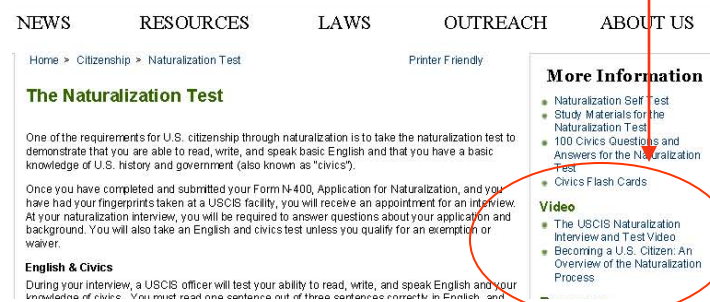 NEWS RESOURCES LAWS OUTREACH ABOUT US
Home > Citizenship > Naturalization Test Printer Friendly
The Naturalization Test
One of the requirements for U.S. citizenship through naturalization is to take the naturalization test to
demonstrate that you are able to read, write, and speak basic English and that you have a basic
knowledge of U.S. history and government (also known as "civics").
Once you have completed and submitted your Form N-400, Application for Naturalization, and you
have had your fingerprints taken at a USCIS facility, you will receive an appointment for an interview.
At your naturalization interview, you will be required to answer questions about your application and
background. You will also take an English and civics test unless you qualify for an exemption or
waiver.
English & Civics
During your interview, a USCIS officer will test your ability to read, write, and speak English and your
knowledge of civics. You must read one sentence out of three sentences correctly in English, and
More Information
Naturalization Self Test
Study Materials for the
Naturalization Test
100 Civics Questions and
Answers for the Naturalization
Test
Civics Flash Cards
Video
The USCIS Naturalization
Interview and Test Video
Becoming a U.S. Citizen: An
Overview of the Naturalization
Process